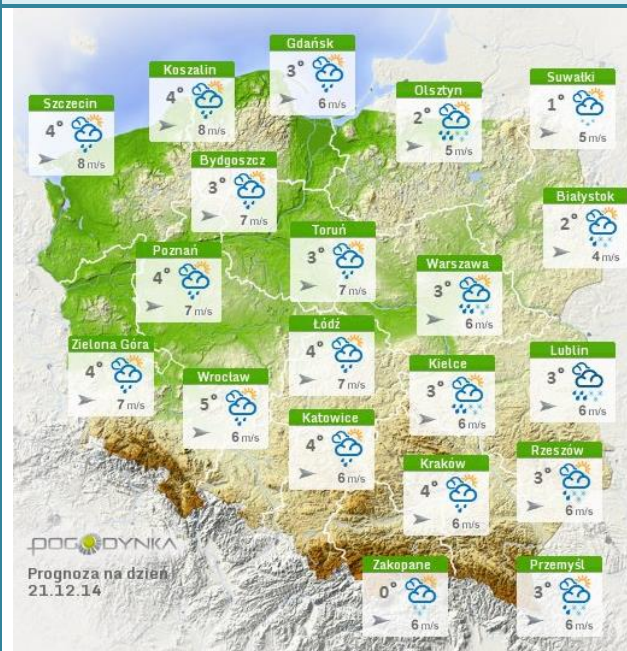 Gdańsk
3°
6 m/s
Koszalin
4°
8 m/s
Szczecin
4°
8 m/s
Olsztyn
2°
5 m/s
Suwałki
1°
5 m/s
Bydgoszcz
3°
7 m/s
Białystok
2°
4 m/s
Toruń
3°
7 m/s
Poznań
4°
7 m/s
Warszawa
3°
6 m/s
Łódź
4°
7 m/s
Zielona Góra
4°
7 m/s
Wrocław
5°
6 m/s
Kielce
3°
6 m/s
Lublin
3°
6 m/s
Katowice
4°
6 m/s
Kraków
4°
6 m/s
Rzeszów
3°
6 m/s
POGODYNKA
Prognoza na dzień
21.12.14
Zakopane
0°
6 m/s
Przemyśl
3°
6 m/s